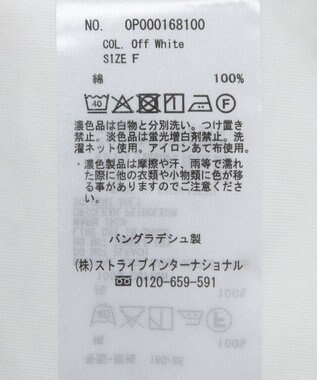 NO. 0P000168100
COL. Off White
SIZE F
綿 100%
40
F
濃色品は白物と分別洗い。つけ置き
禁止。淡色品は蛍光増白剤禁止。洗
濯ネット使用。アイロンあて布使用。
・濃色製品は摩擦や汗、雨等で濡れ
た際に他の衣類や小物類に色が移
る事がありますのでご注意くださ
い。
バングラデシュ製
(株)ストライプインターナショナル
0120-659-591